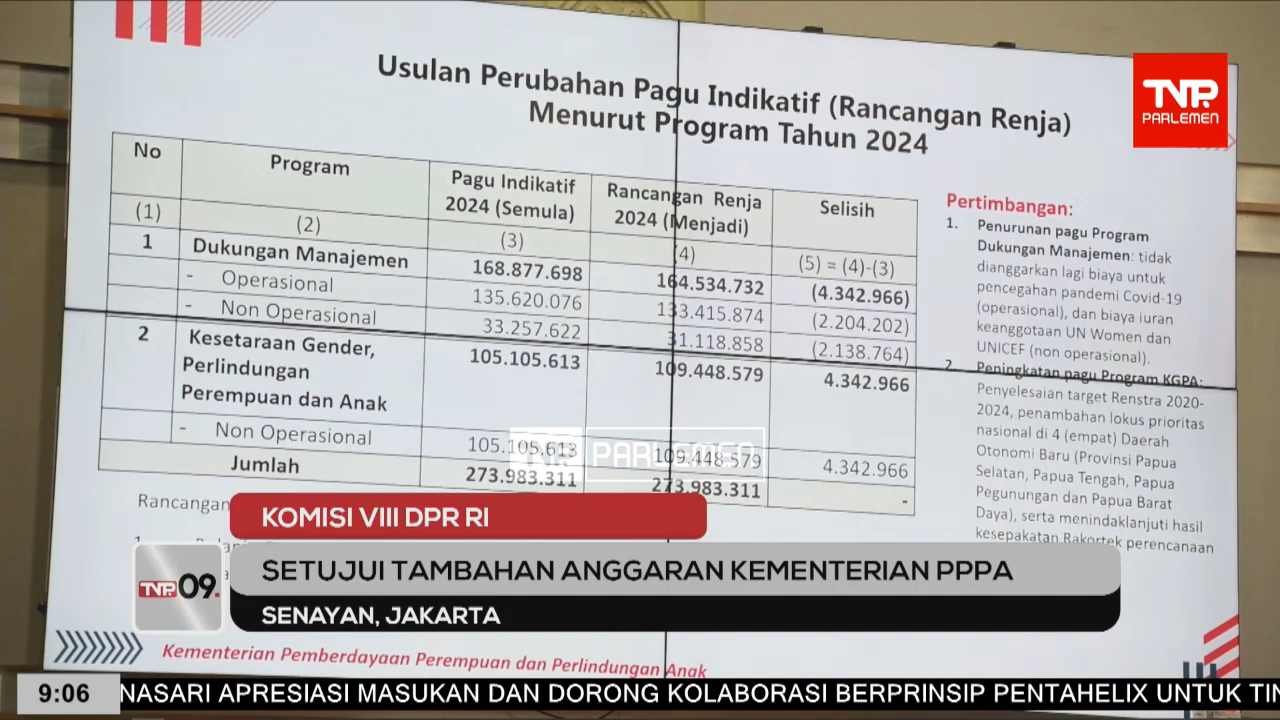 Usulan Perubahan Pagu Indikatif (Rancangan Renja)
Menurut Program Tahun 2024
TVP.
PARLEMEN
No Program Pagu Indikatif 2024 (Semula) Rancangan Renja 2024 (Menjadi) Selisih
(1) (2) (3) (4) (5) = (4)-(3)
1 Dukungan Manajemen 168.877.698 164.534.732 (4.342.966)
- Operasional 135.620.076 133.415.874 (2.204.202)
- Non Operasional 33.257.622 31.118.858 (2.138.764)
2 Kesetaraan Gender, Perlindungan Perempuan dan Anak 105.105.613 109.448.579 4.342.966
- Non Operasional 105.105.613 109.448.579 4.342.966
Jumlah 273.983.311 273.983.311 -
Pertimbangan:
1. Penurunan pagu Program
Dukungan Manajemen: tidak
dianggarkan lagi biaya untuk
pencegahan pandemi Covid-19
(operasional), dan biaya iuran
keanggotaan UN Women dan
UNICEF (non operasional).
2. Peningkatan pagu Program KGPA:
Penyelesaian target Renstra 2020-
2024, penambahan lokus prioritas
nasional di 4 (empat) Daerah
Otonomi Baru (Provinsi Papua
Selatan, Papua Tengah, Papua
Pegunungan dan Papua Barat
Daya), serta menindaklanjuti hasil
kesepakatan Rakortek perencanaan
TVP. PARLEMEN
Rancangan
KOMISI VIII DPR RI
TVP. 09.
SETUJUI TAMBAHAN ANGGARAN KEMENTERIAN PPPA
SENAYAN, JAKARTA
Kementerian Pemberdayaan Perempuan dan Perlindungan Anak
9:06 NASARI APRESIASI MASUKAN DAN DORONG KOLABORASI BERPRINSIP PENTAHELIX UNTUK TIN